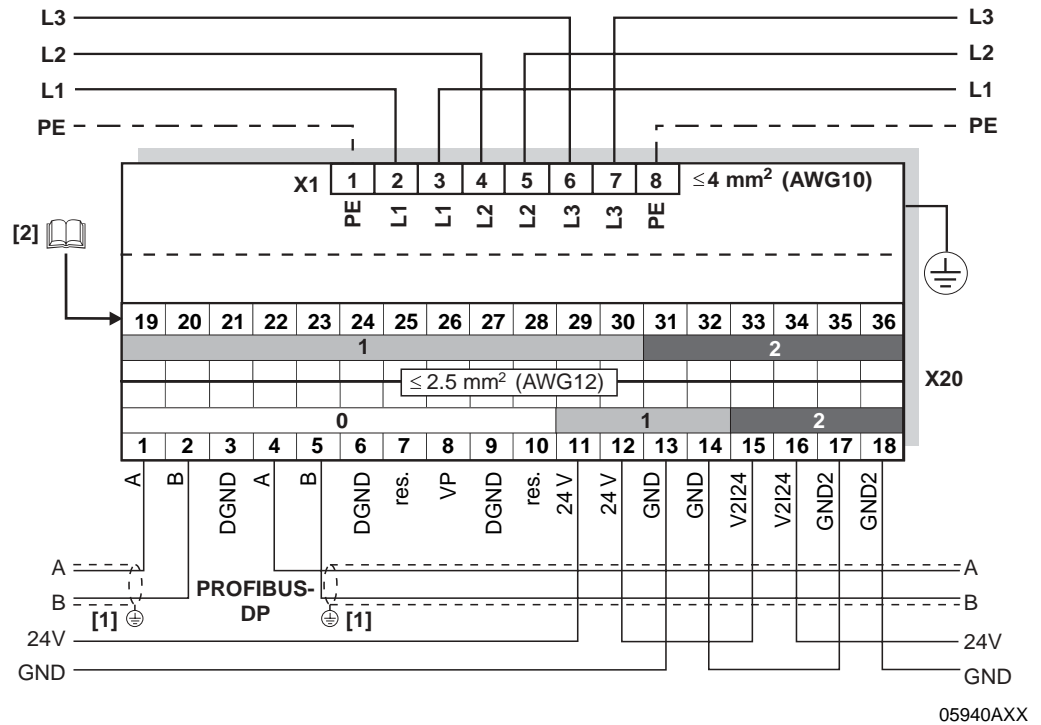 L3 L3
L2 L2
L1 L1
PE PE
X1 1 2 3 4 5 6 7 8 ≤4 mm² (AWG10)
PE L1 L1 L2 L2 L3 L3 PE
[2]
19 20 21 22 23 24 25 26 27 28 29 30 31 32 33 34 35 36
1 2
≤ 2.5 mm² (AWG12) X20
0 1 2
1 2 3 4 5 6 7 8 9 10 11 12 13 14 15 16 17 18
A B DGND A B DGND res. VP DGND res. 24 V 24 V GND GND V2I24 V2I24 GND2 GND2
A A
PROFIBUS-
B DP B
[1] [1]
24V 24V
GND GND
05940AXX